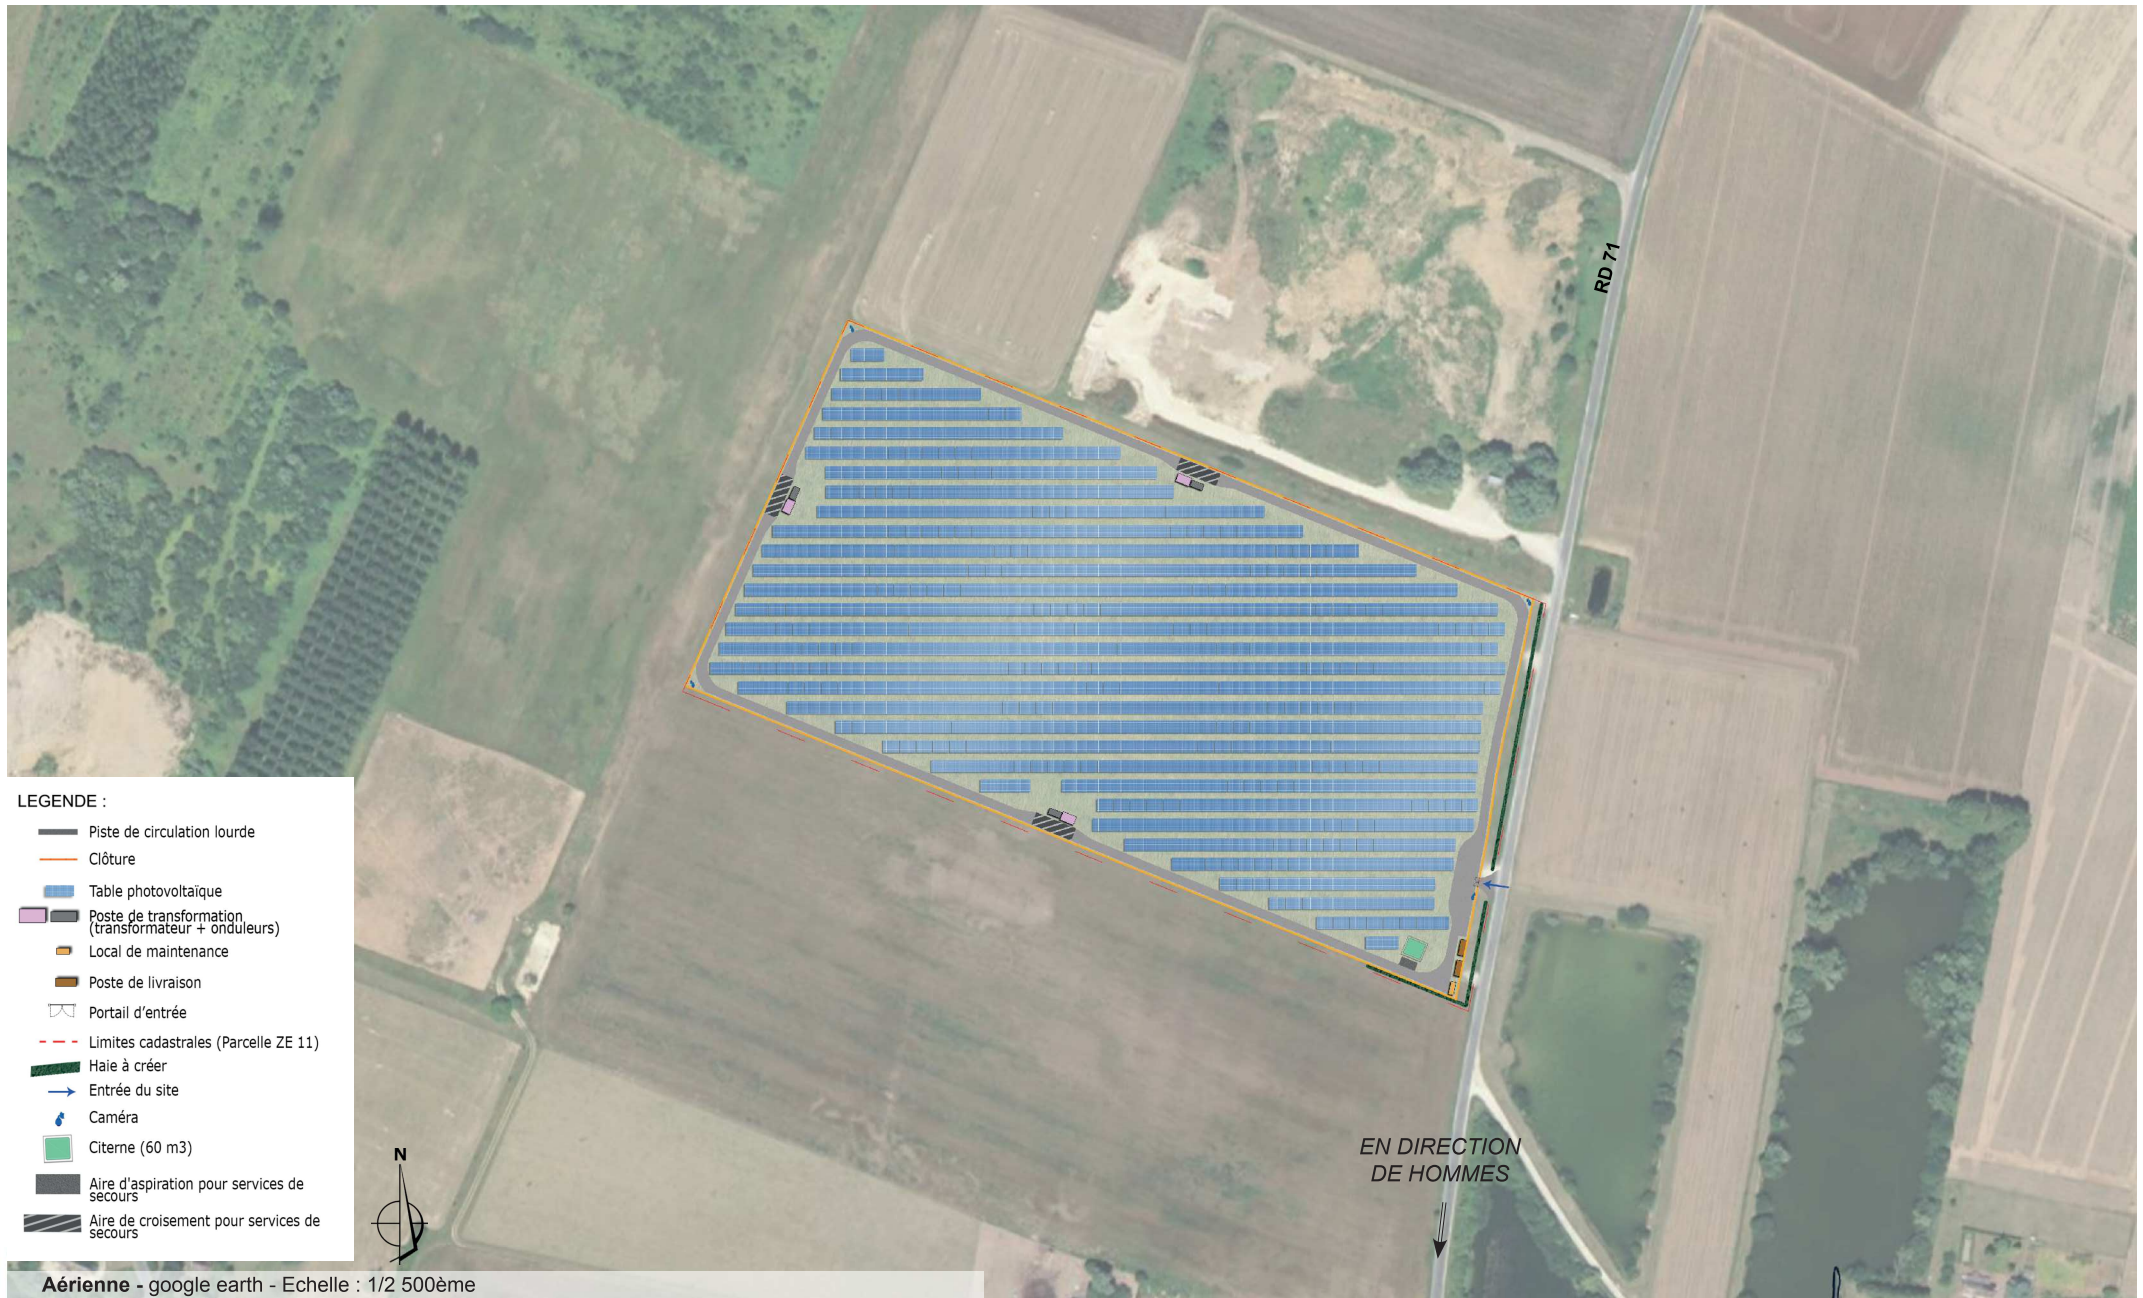 RD 71
LEGENDE :
Piste de circulation lourde
Clôture
Table photovoltaïque
Poste de transformation
(transformateur + onduleurs)
Local de maintenance
Poste de livraison
Portail d'entrée
Limites cadastrales (Parcelle ZE 11)
Haie à créer
Entrée du site
Caméra
Citerne (60 m3)
Aire d'aspiration pour services de
secours
Aire de croisement pour services de
secours
N
EN DIRECTION
DE HOMMES
Aérienne - google earth - Echelle : 1/2 500ème